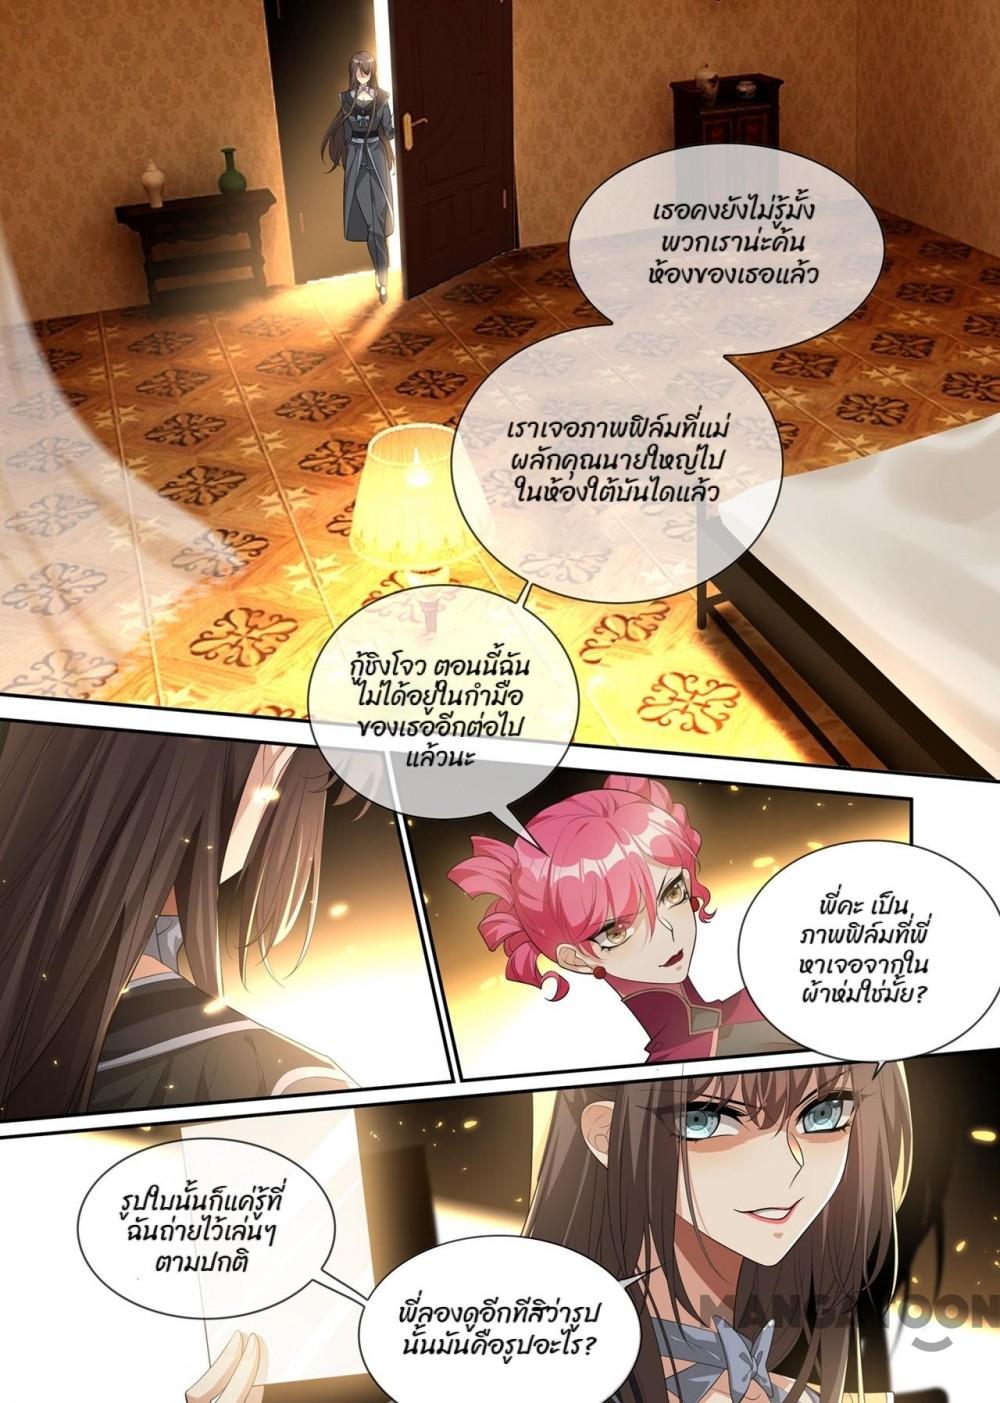 เธอคงยังไม่รู้มั้ง
พวกเราน่ะค้น
ห้องของเธอแล้ว
เราเจอภาพฟิล์มที่แม่
ผลักคุณนายใหญ่ไป
ในห้องใต้บันไดแล้ว
กู้ชิงโจว ตอนนี้ฉัน
ไม่ได้อยู่ในกำมือ
ของเธออีกต่อไป
แล้วนะ
พี่คะ เป็น
ภาพฟิล์มที่พี่
หาเจอจากใน
ผ้าห่มใช่มั้ย?
รูปใบนั้นก็แค่รู้ที่
ฉันถ่ายไว้เล่นๆ
ตามปกติ
พี่ลองดูอีกทีสิว่ารูป
นั้นมันคือรูปอะไร?
MANGATOON